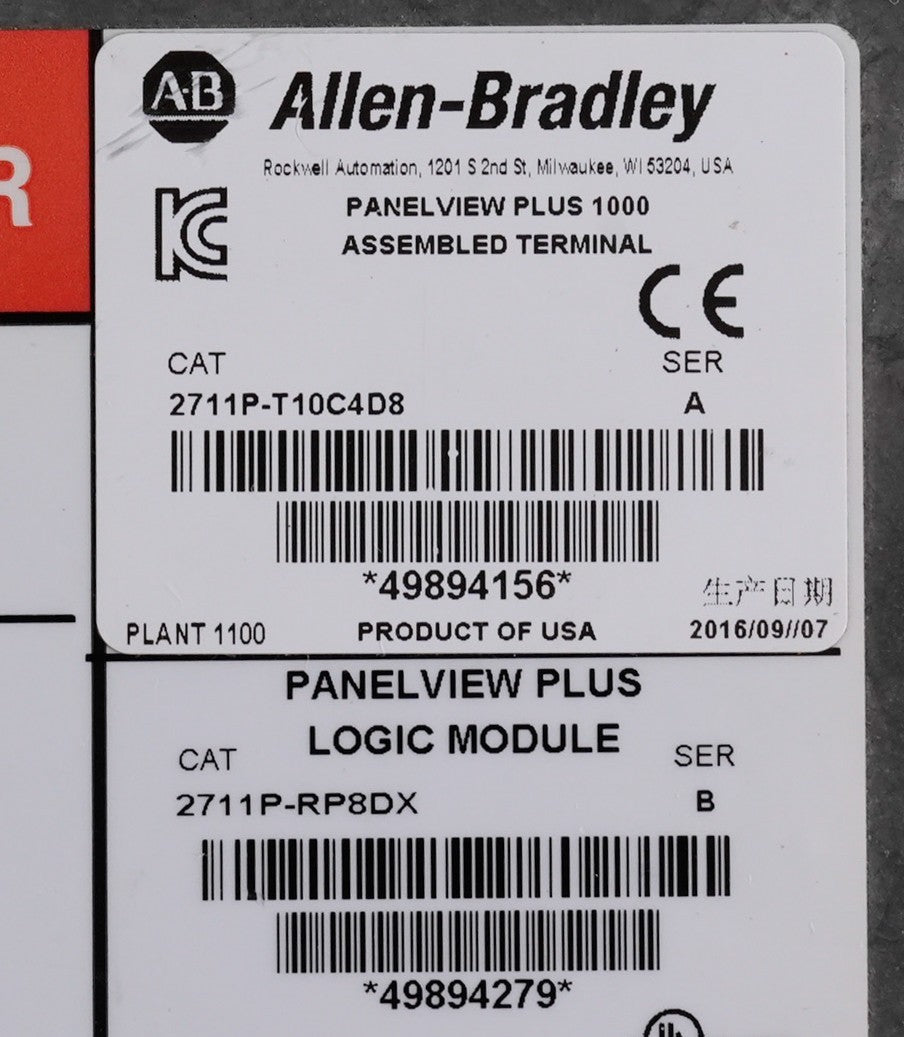 R
A-B Allen-Bradley
Rockwell Automation, 1201 S 2nd St, Milwaukee, WI 53204, USA
PANELVIEW PLUS 1000
ASSEMBLED TERMINAL
CAT SER
2711P-T10C4D8 A
*49894156*
生产日期
PLANT 1100 PRODUCT OF USA 2016/09//07
PANELVIEW PLUS
LOGIC MODULE
CAT SER
2711P-RP8DX B
*49894279*